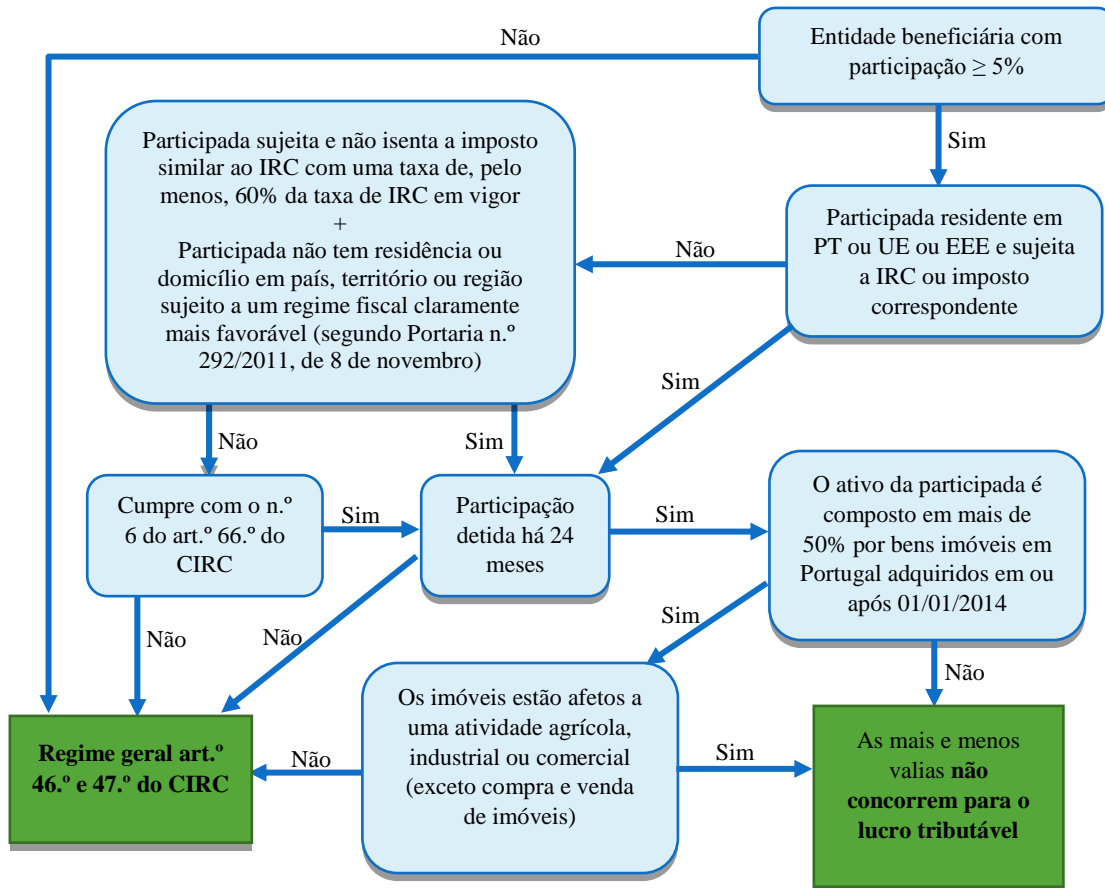 Não
Entidade beneficiária com
participação ≥ 5%
Sim
Participada sujeita e não isenta a imposto
similar ao IRC com uma taxa de, pelo
menos, 60% da taxa de IRC em vigor
+
Participada não tem residência ou
domicílio em país, território ou região
sujeito a um regime fiscal claramente
mais favorável (segundo Portaria n.º
292/2011, de 8 de novembro)
Não
Participada residente em
PT ou UE ou EEE e sujeita
a IRC ou imposto
correspondente
Sim
Não
Sim
Cumpre com o n.º
6 do art.º 66.º do
CIRC
Sim
Participação
detida há 24
meses
Sim
O ativo da participada é
composto em mais de
50% por bens imóveis em
Portugal adquiridos em ou
após 01/01/2014
Não
Não
Sim
Não
Regime geral art.º
46.º e 47.º do CIRC
Não
Os imóveis estão afetos a
uma atividade agrícola,
industrial ou comercial
(exceto compra e venda
de imóveis)
Sim
As mais e menos
valias não
concorrem para o
lucro tributável